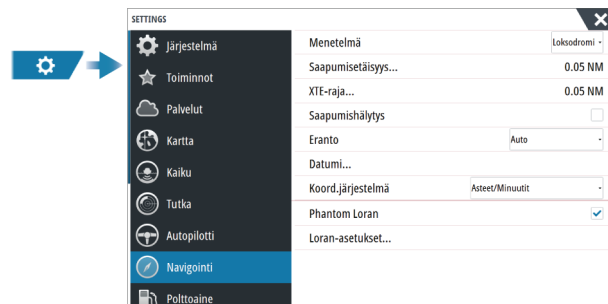 SETTINGS
Järjestelmä
Toiminnot
Palvelut
Kartta
Kaiku
Tutka
Autopilotti
Navigointi
Polttoaine
Menetelmä Loksodromi
Saapumisetäisyys... 0.05 NM
XTE-raja... 0.05 NM
Saapumishälytys
Eranto Auto
Datumi...
Koord.järjestelmä Asteet/Minuutit
Phantom Loran
Loran-asetukset...